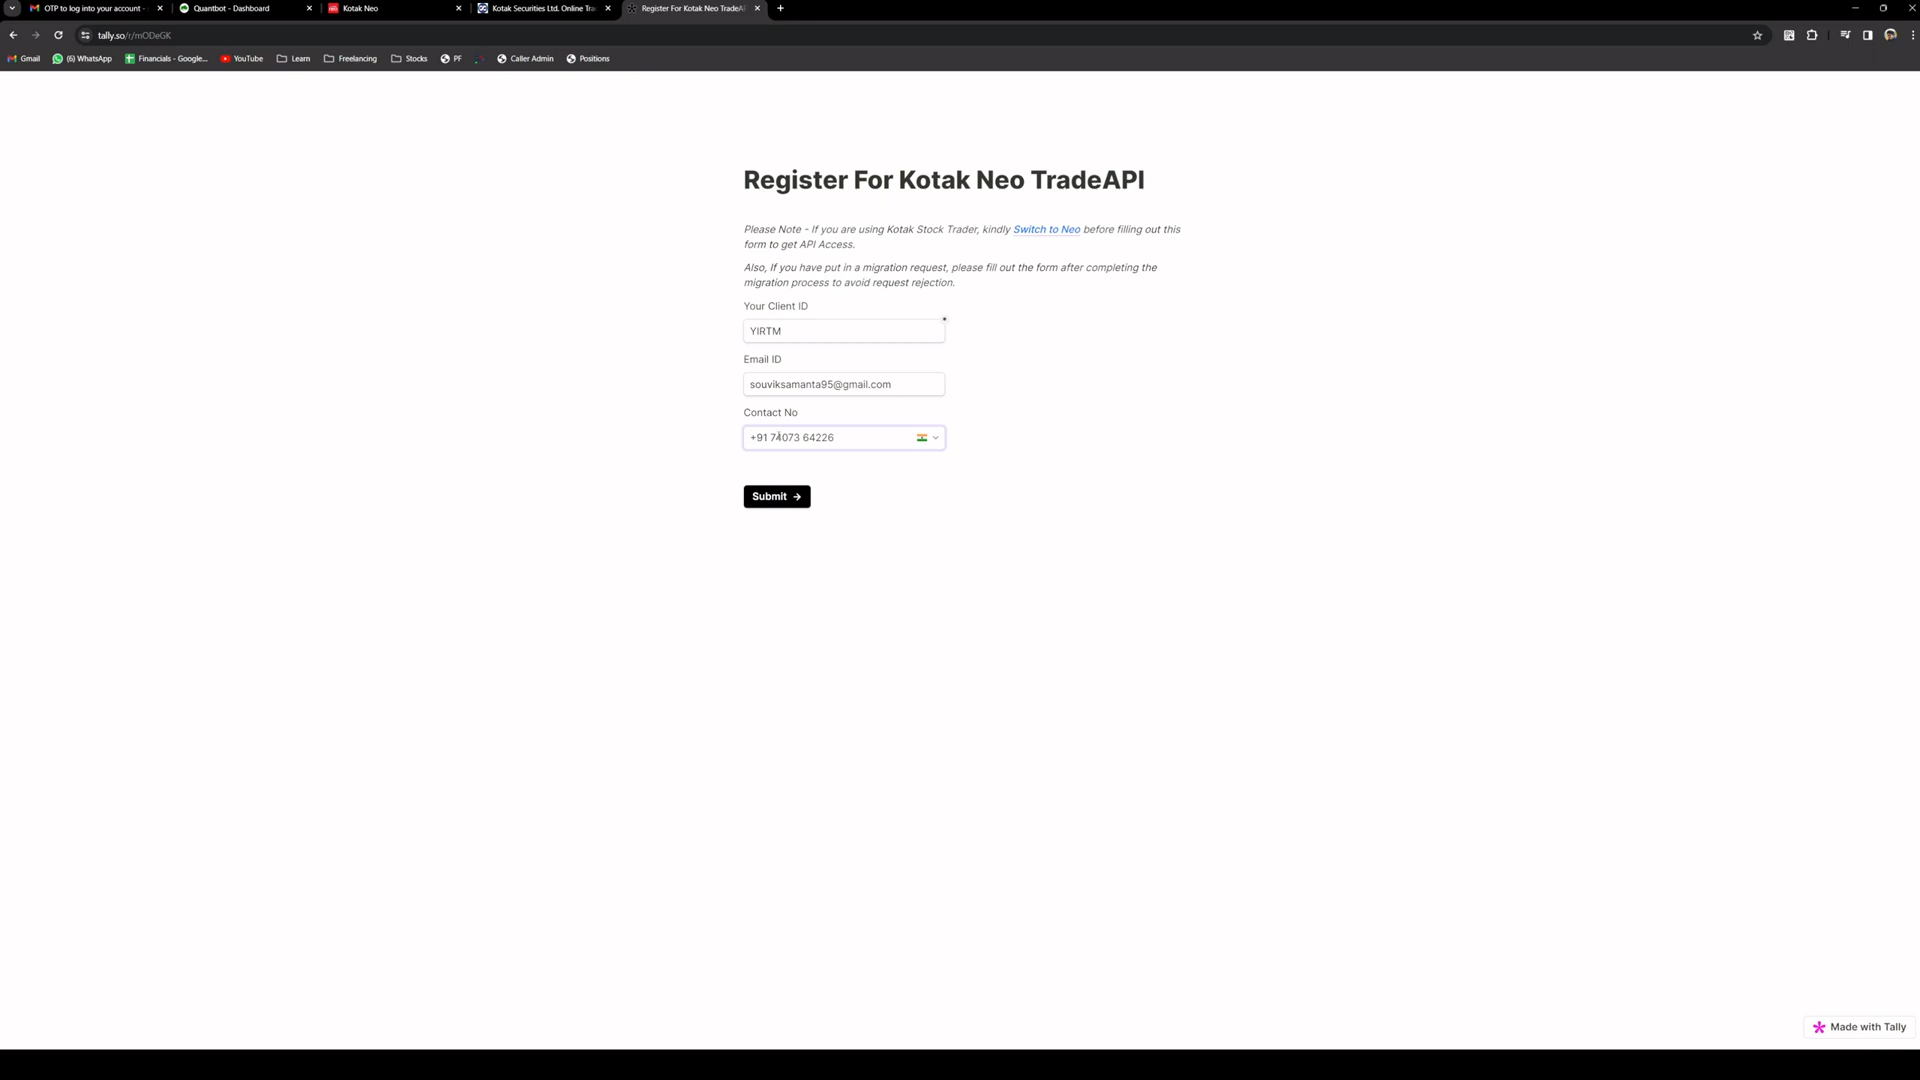 OTP to log into your account -
Quantbot - Dashboard
Kotak Neo
Kotak Securities Ltd. Online Tra
Register For Kotak Neo TradeAP
tally.so/r/mODeGK
Gmail
(6) WhatsApp
Financials - Google...
YouTube
Learn
Freelancing
Stocks
PF
Caller Admin
Positions
Register For Kotak Neo TradeAPI
Please Note - If you are using Kotak Stock Trader, kindly Switch to Neo before filling out this
form to get API Access.
Also, If you have put in a migration request, please fill out the form after completing the
migration process to avoid request rejection.
Your Client ID
*
YIRTM
Email ID
souviksamanta95@gmail.com
Contact No
+91 74073 64226
Submit →
Made with Tally